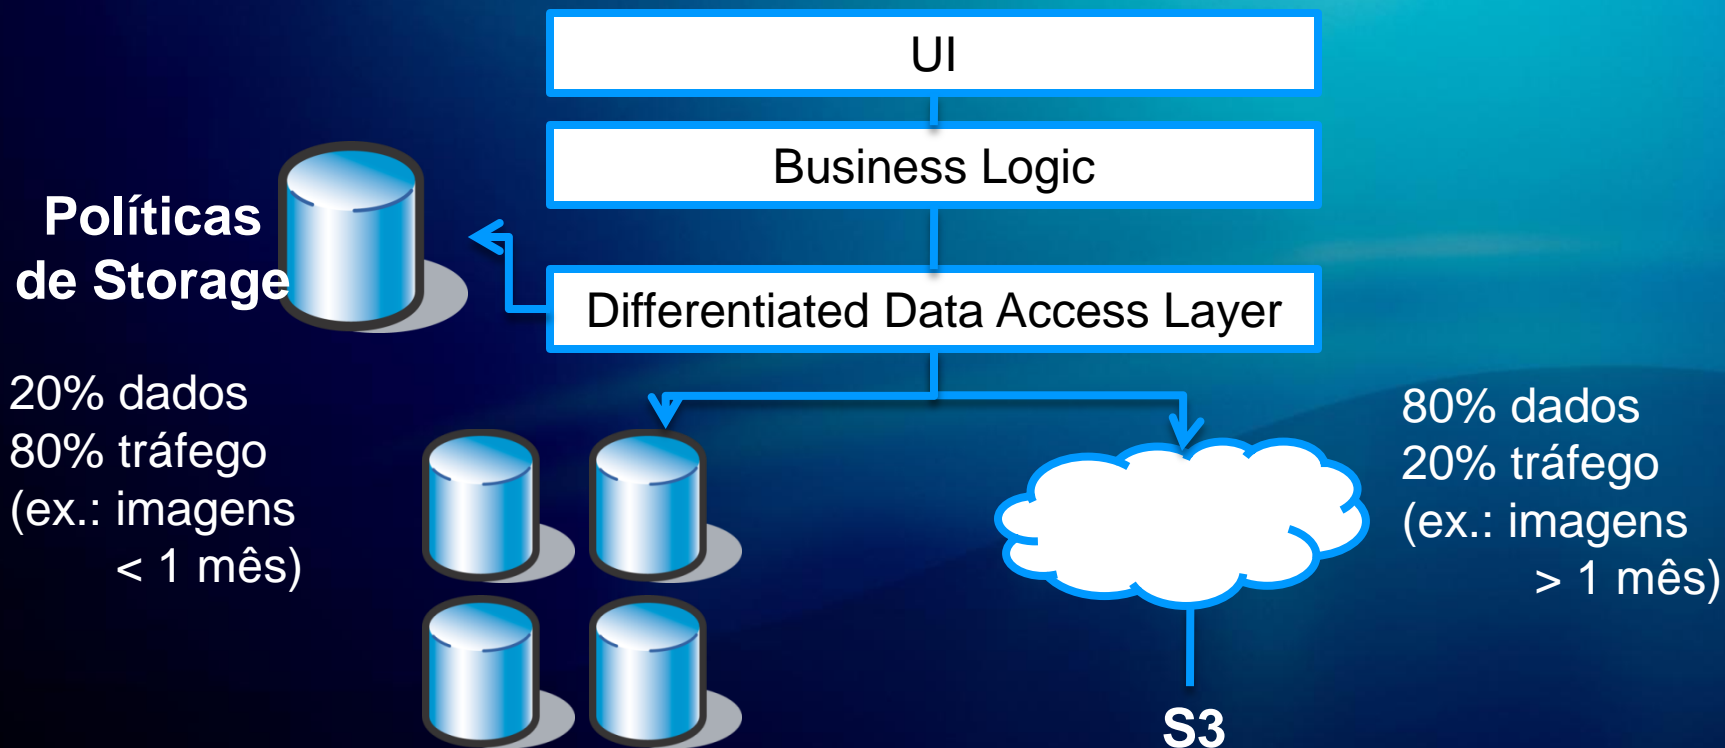 UI
Business Logic
Políticas
de Storage
Differentiated Data Access Layer
20% dados
80% tráfego
(ex.: imagens
< 1 mês)
80% dados
20% tráfego
(ex.: imagens
> 1 mês)
S3